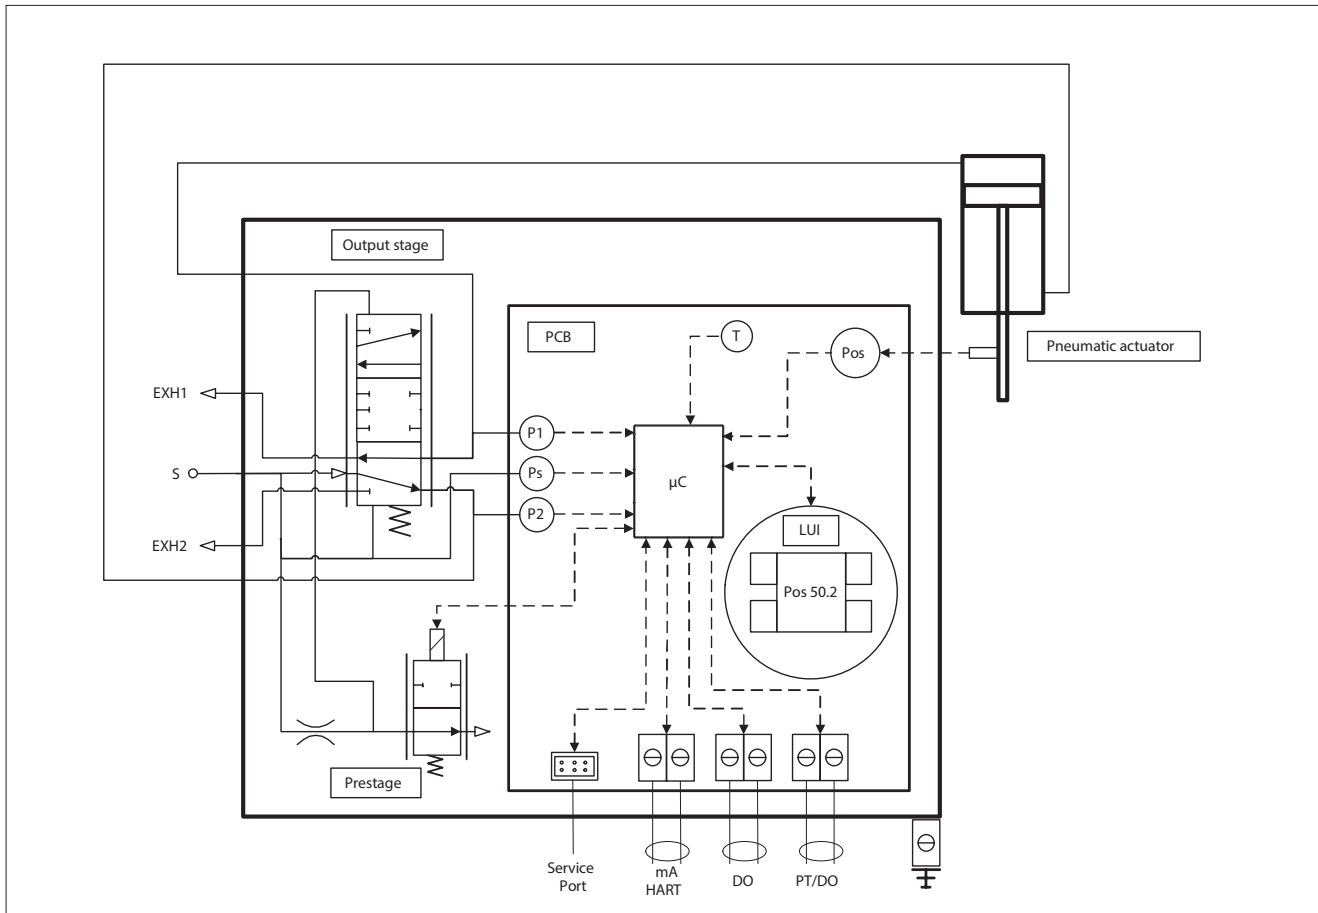 Output stage
PCB
T
Pos
Pneumatic actuator
EXH1
P1
S
Ps
µC
P2
LUI
EXH2
Pos 50.2
Prestage
Service
Port
mA
HART
DO
PT/DO